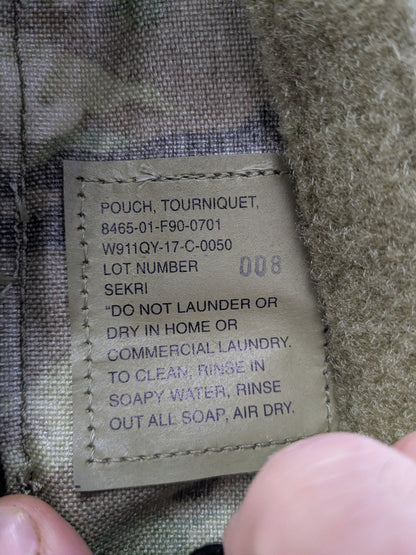 POUCH, TOURNIQUET,
8465-01-F90-0701
W911QY-17-C-0050
LOT NUMBER 008
SEKRI
"DO NOT LAUNDER OR
DRY IN HOME OR
COMMERCIAL LAUNDRY.
TO CLEAN, RINSE IN
SOAPY WATER, RINSE
OUT ALL SOAP, AIR DRY.